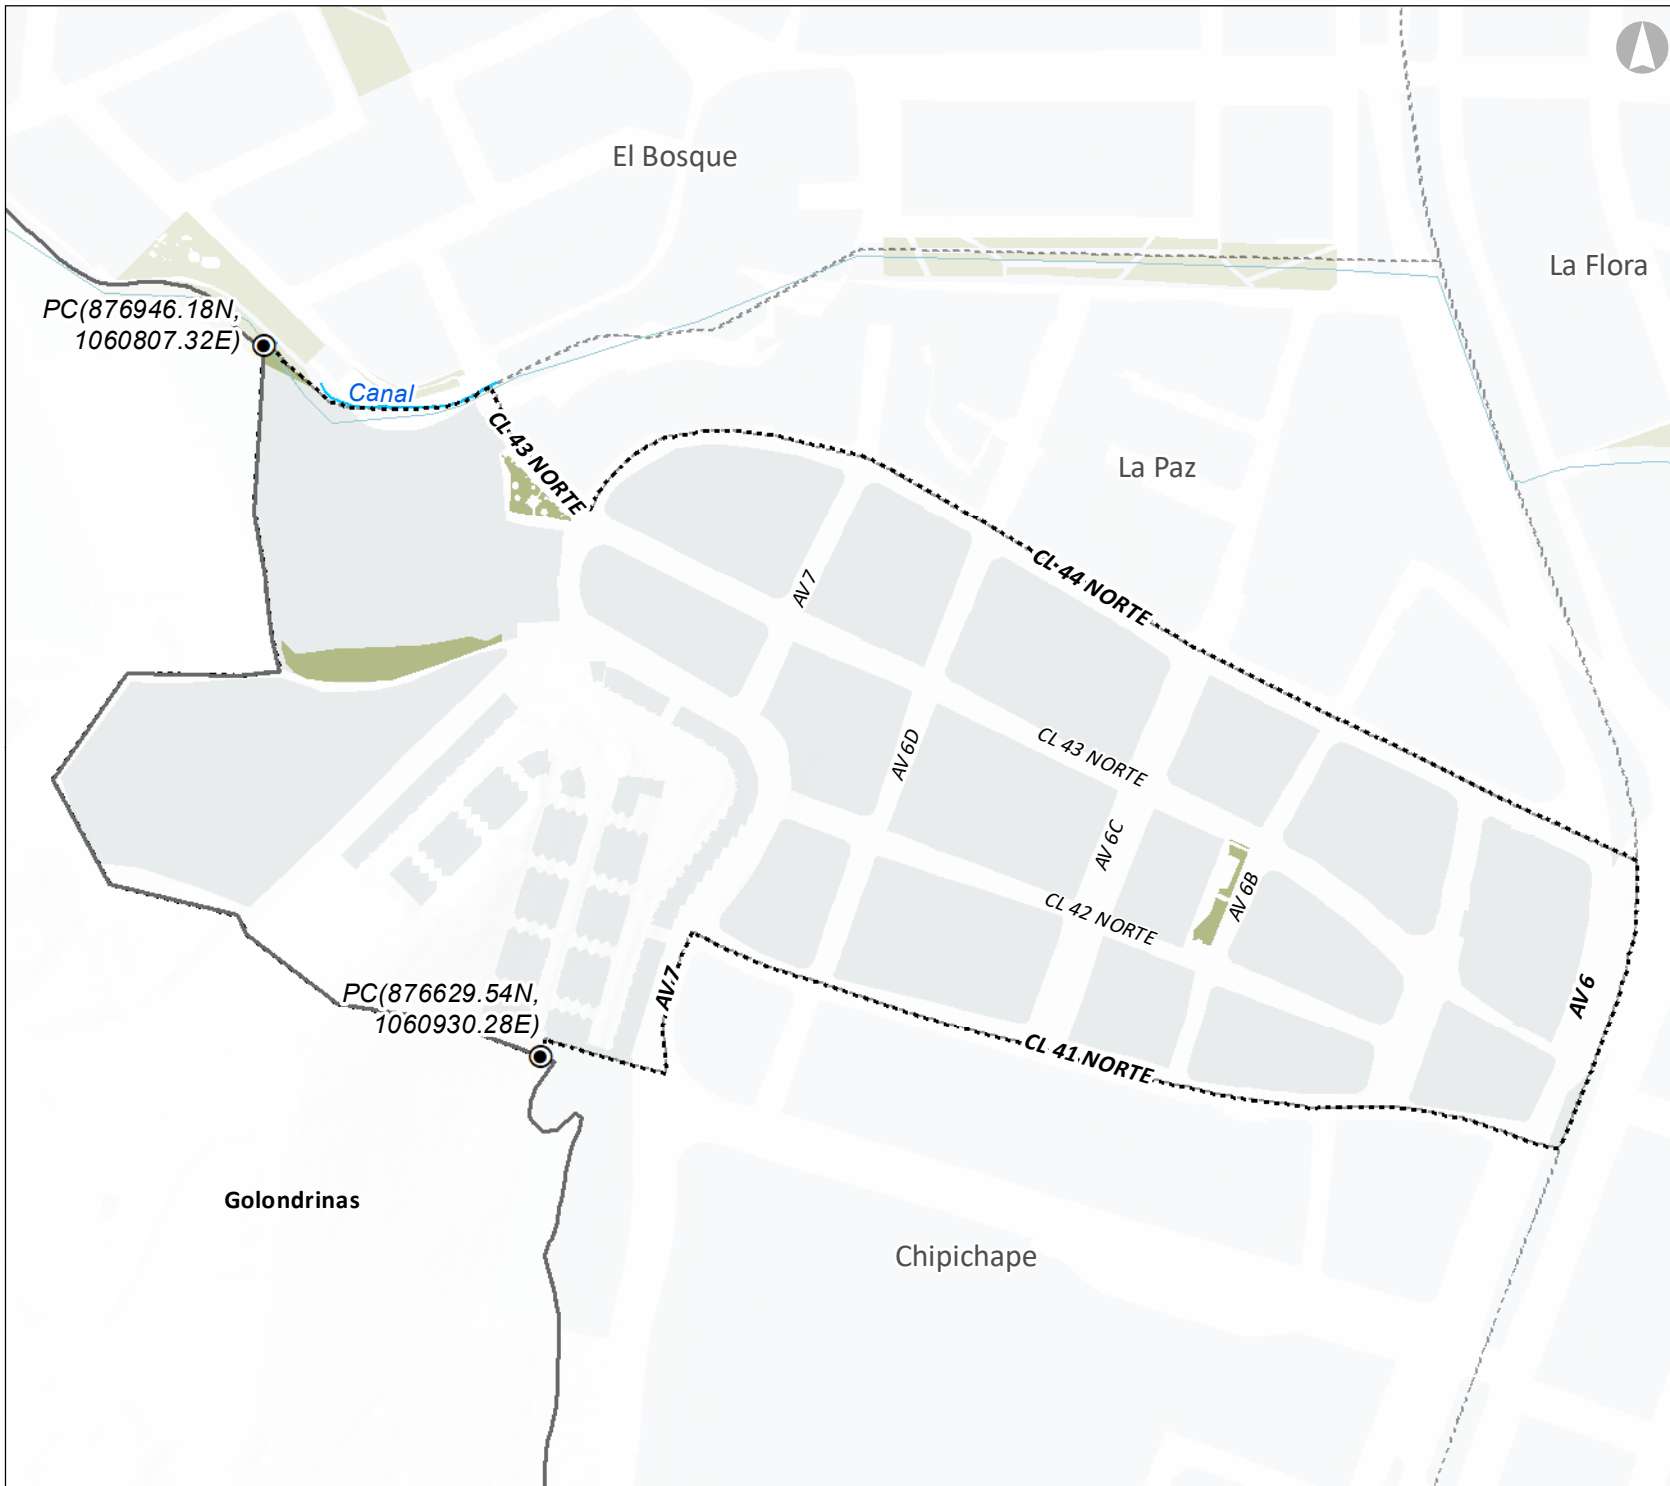 El Bosque
La Flora
PC(876946.18N,
1060807.32E)
Canal
CL 43 NORTE
La Paz
CL 44 NORTE
AV 7
CL 43 NORTE
AV 6D
AV 6C
AV 6B
CL 42 NORTE
PC(876629.54N,
1060930.28E)
AV 7
AV 6
CL 41 NORTE
Golondrinas
Chipichape